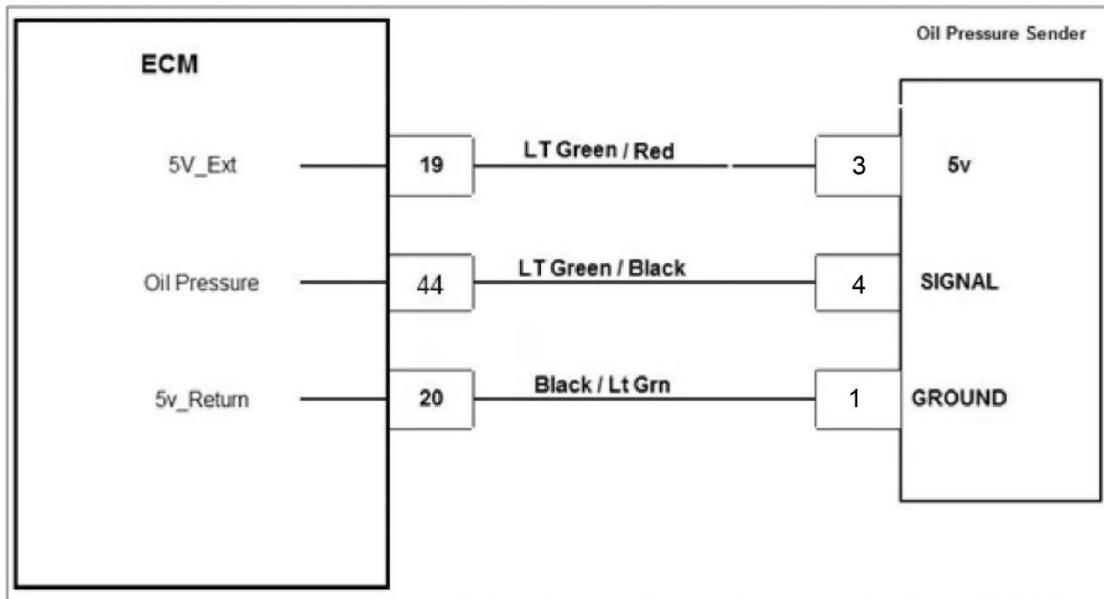 Oil Pressure Sender
ECM
5V_Ext
19
LT Green / Red
3
5v
Oil Pressure
44
LT Green / Black
4
SIGNAL
5v_Return
20
Black / Lt Grn
1
GROUND